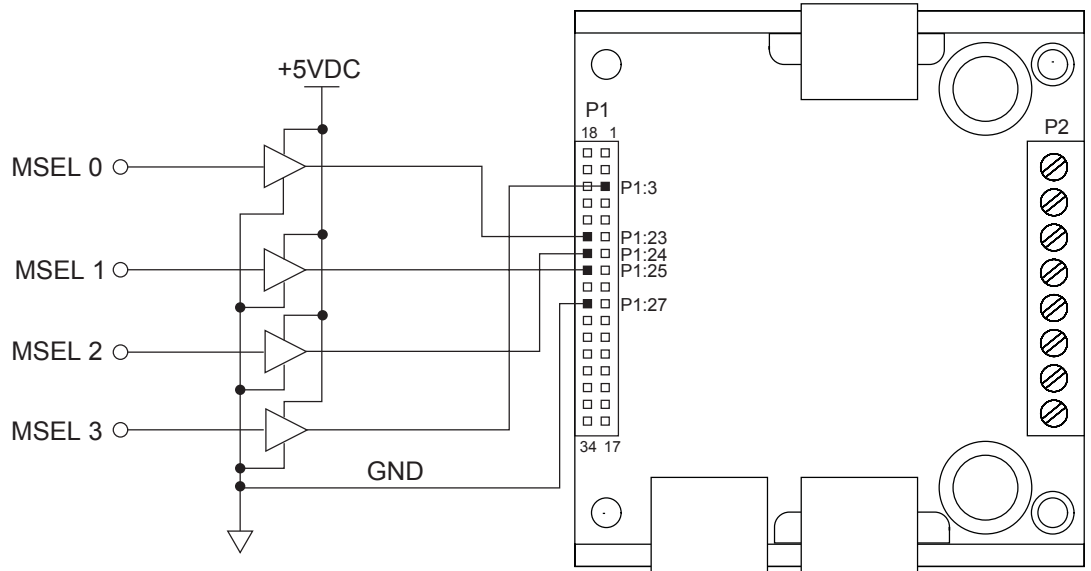 +5VDC
MSEL 0
MSEL 1
MSEL 2
MSEL 3
GND
P1
18 1
P1:3
P1:23
P1:24
P1:25
P1:27
34 17
P2